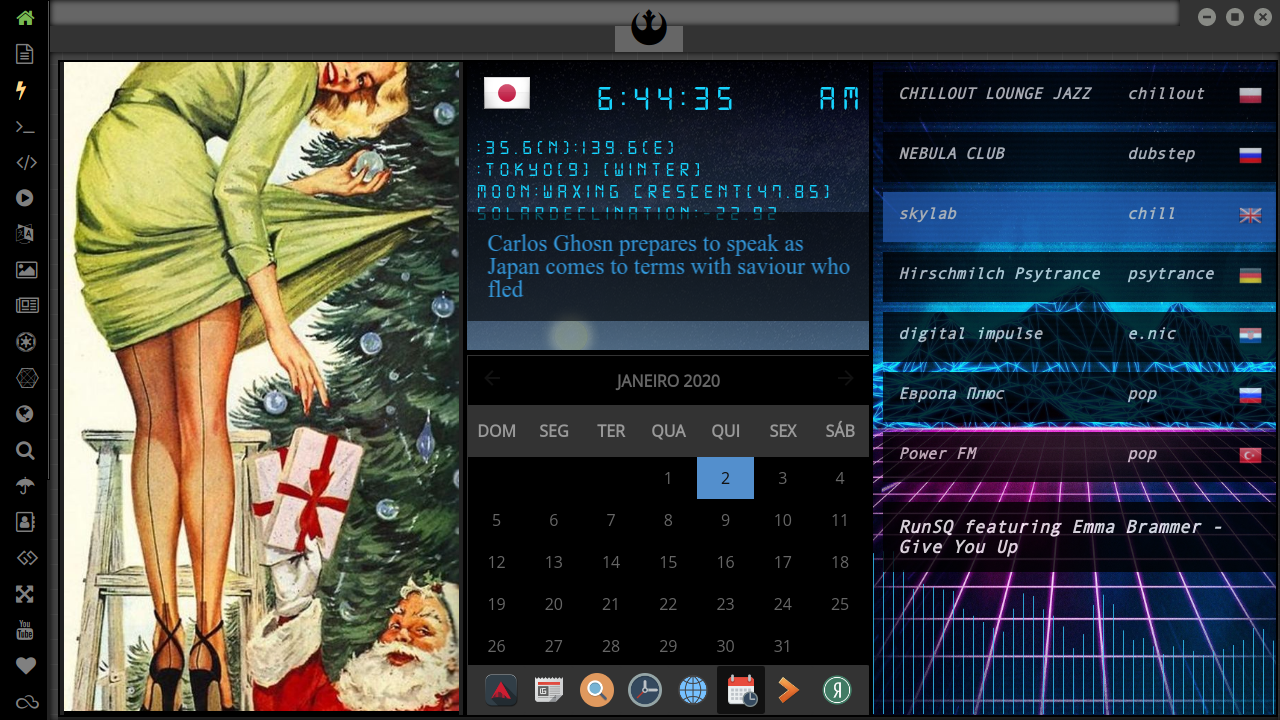 6:44:35 AM
:35.6(N):139.6(E)
:TOKYO(9) (WINTER)
MOON:WAXING CRESCENT(47.85)
SOLARDECLINATION:-22.92
Carlos Ghosn prepares to speak as
Japan comes to terms with saviour who
fled
JANEIRO 2020
DOM SEG TER QUA QUI SEX SÁB
1 2 3 4
5 6 7 8 9 10 11
12 13 14 15 16 17 18
19 20 21 22 23 24 25
26 27 28 29 30 31
CHILLOUT LOUNGE JAZZ chillout
NEBULA CLUB dubstep
skylab chill
Hirschmilch Psytrance psytrance
digital impulse e.nic
Европа Плюс pop
Power FM pop
RunSQ featuring Emma Brammer -
Give You Up
You
Tube
Я